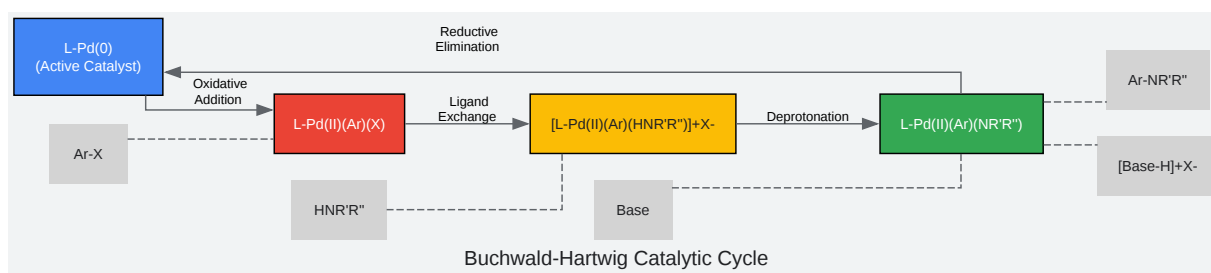 L-Pd(0)
(Active Catalyst)
Reductive
Elimination
Oxidative
Addition
L-Pd(II)(Ar)(X)
Ligand
Exchange
[L-Pd(II)(Ar)(HNR'R")]+X-
Deprotonation
L-Pd(II)(Ar)(NR'R")
Ar-NR'R"
Ar-X
[Base-H]+X-
HNR'R"
Base
Buchwald-Hartwig Catalytic Cycle